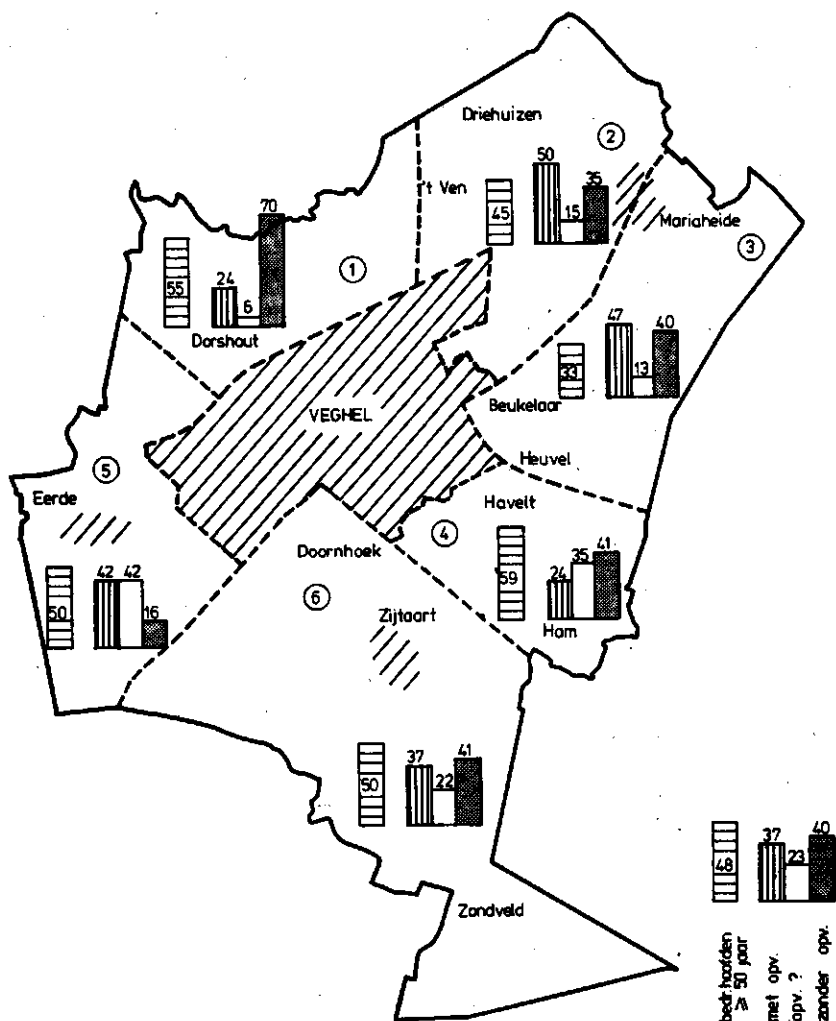 Driehuizen
2
50
't Ven
45
15
35
Mariaheide
3
70
55
24
6
1
Dorshout
47
33
13
40
Beukelaar
VEGHEL
Heuvel
5
Eerde
Havelt
4
59
24
35
41
Ham
Doornhoek
6
Zijtaart
50
42
42
16
50
37
22
41
Zondveld
48
37
23
40
bedr.hoofden
≥ 50 jaar
met opv.
opv. ?
zonder opv.